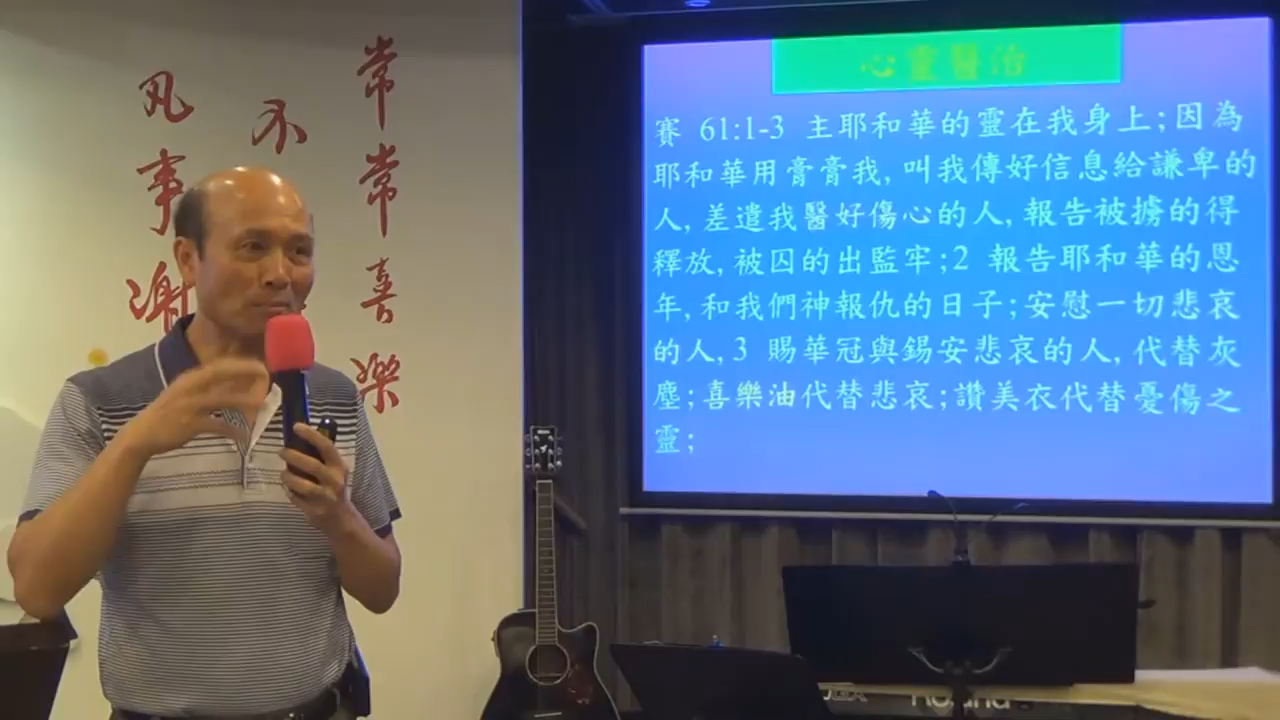 常常喜樂
不
凡事謝
心靈醫治
賽 61:1-3 主耶和華的靈在我身上;因為
耶和華用膏膏我,叫我傳好信息給謙卑的
人,差遣我醫好傷心的人,報告被擄的得
釋放,被囚的出監牢;2 報告耶和華的恩
年,和我們神報仇的日子;安慰一切悲哀
的人,3 賜華冠與錫安悲哀的人,代替灰
塵;喜樂油代替悲哀;讚美衣代替憂傷之
靈;
Roland